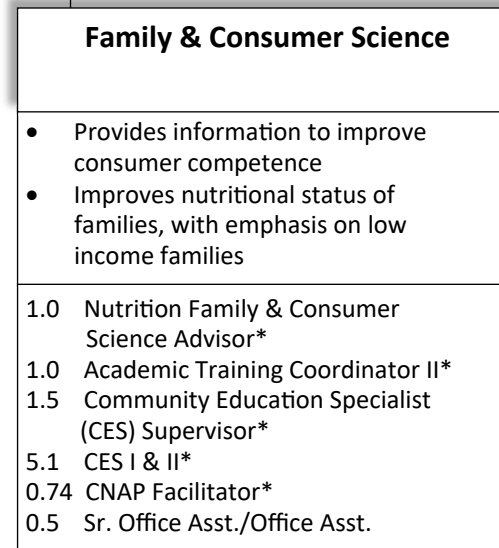 Family & Consumer Science
• Provides information to improve
consumer competence
• Improves nutritional status of
families, with emphasis on low
income families
1.0 Nutrition Family & Consumer
Science Advisor*
1.0 Academic Training Coordinator II*
1.5 Community Education Specialist
(CES) Supervisor*
5.1 CES I & II*
0.74 CNAP Facilitator*
0.5 Sr. Office Asst./Office Asst.